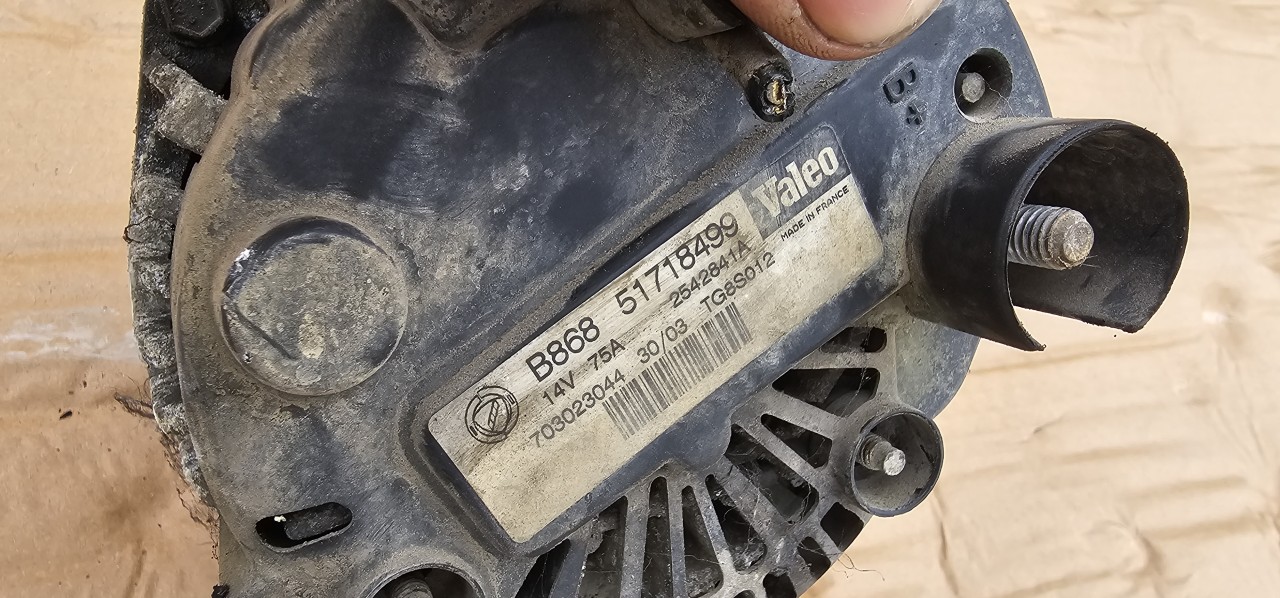 B+
Valeo
MADE IN FRANCE
B868 51718499
14V 75A 2542841A
703023044 30/03 TG8S012